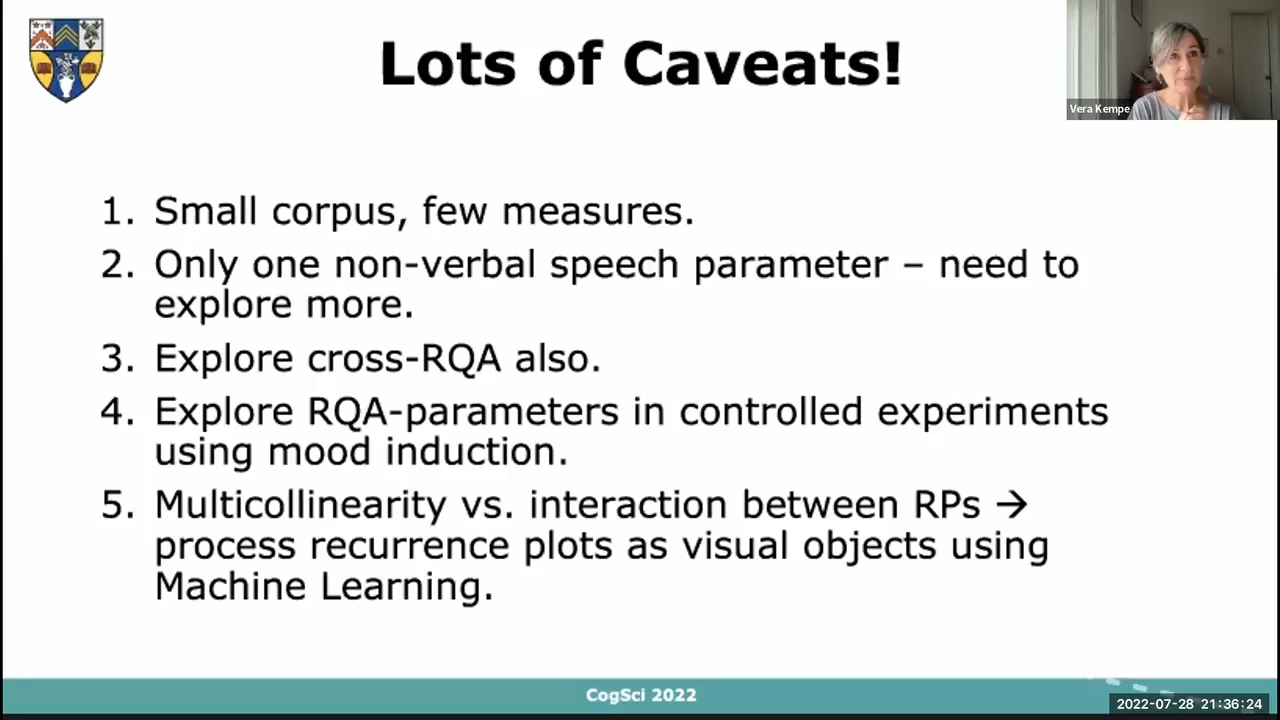 Lots of Caveats!
Vera Kempe
1. Small corpus, few measures.
2. Only one non-verbal speech parameter – need to
explore more.
3. Explore cross-RQA also.
4. Explore RQA-parameters in controlled experiments
using mood induction.
5. Multicollinearity vs. interaction between RPs →
process recurrence plots as visual objects using
Machine Learning.
CogSci 2022
2022-07-28 21:36:24